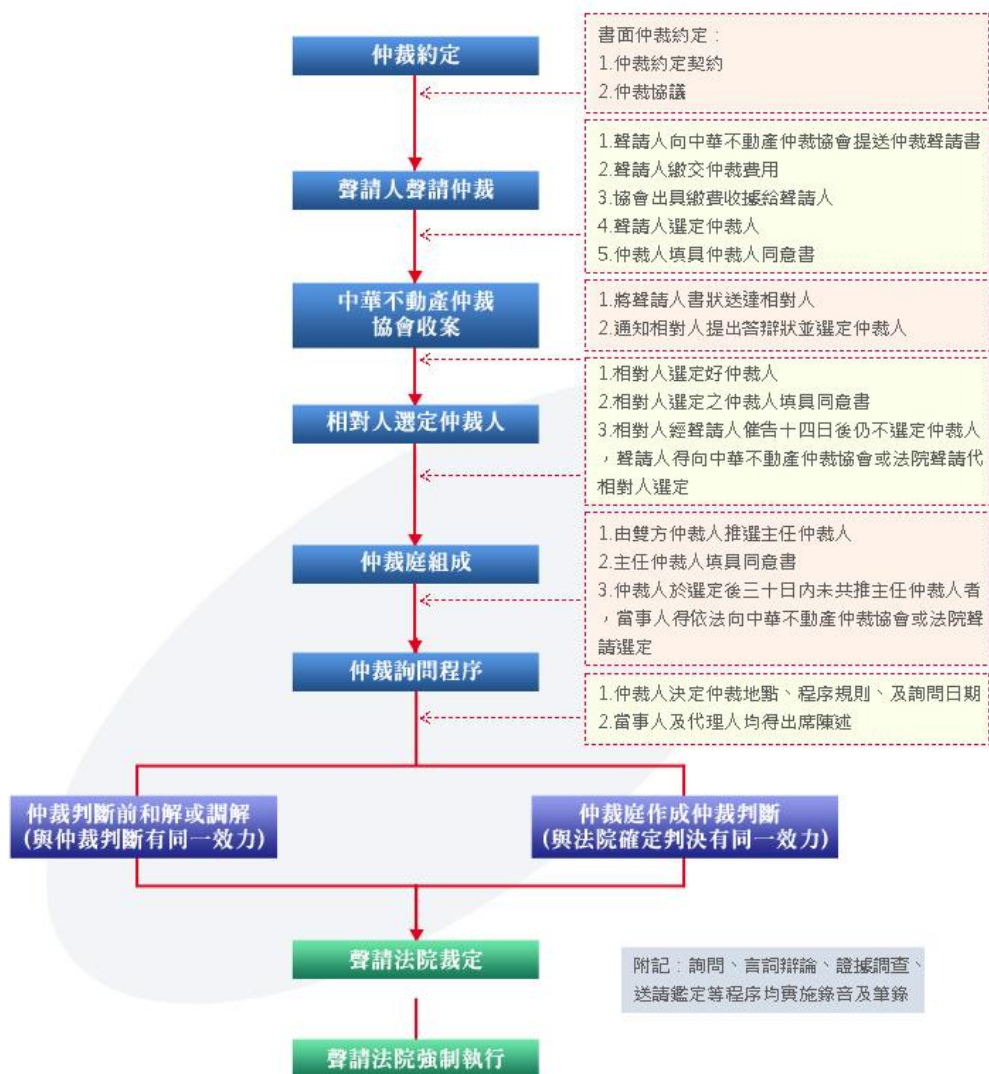 仲裁約定
書面仲裁約定：
1.仲裁約定契約
2.仲裁協議
聲請人聲請仲裁
1.聲請人向中華不動產仲裁協會提送仲裁聲請書
2.聲請人繳交仲裁費用
3.協會出具繳費收據給聲請人
4.聲請人選定仲裁人
5.仲裁人填具仲裁人同意書
中華不動產仲裁
協會收案
1.將聲請人書狀送達相對人
2.通知相對人提出答辯狀並選定仲裁人
相對人選定仲裁人
1.相對人選定好仲裁人
2.相對人選定之仲裁人填具同意書
3.相對人經聲請人催告十四日後仍不選定仲裁人
，聲請人得向中華不動產仲裁協會或法院聲請代
相對人選定
仲裁庭組成
1.由雙方仲裁人推選主任仲裁人
2.主任仲裁人填具同意書
3.仲裁人於選定後三十日內未共推主任仲裁人者
，當事人得依法向中華不動產仲裁協會或法院聲
請選定
仲裁詢問程序
1.仲裁人決定仲裁地點、程序規則、及詢問日期
2.當事人及代理人均得出席陳述
仲裁判斷前和解或調解
(與仲裁判斷有同一效力)
仲裁庭作成仲裁判斷
(與法院確定判決有同一效力)
聲請法院裁定
附記：詢問、言詞辯論、證據調查、
送請鑑定等程序均實施錄音及筆錄
聲請法院強制執行